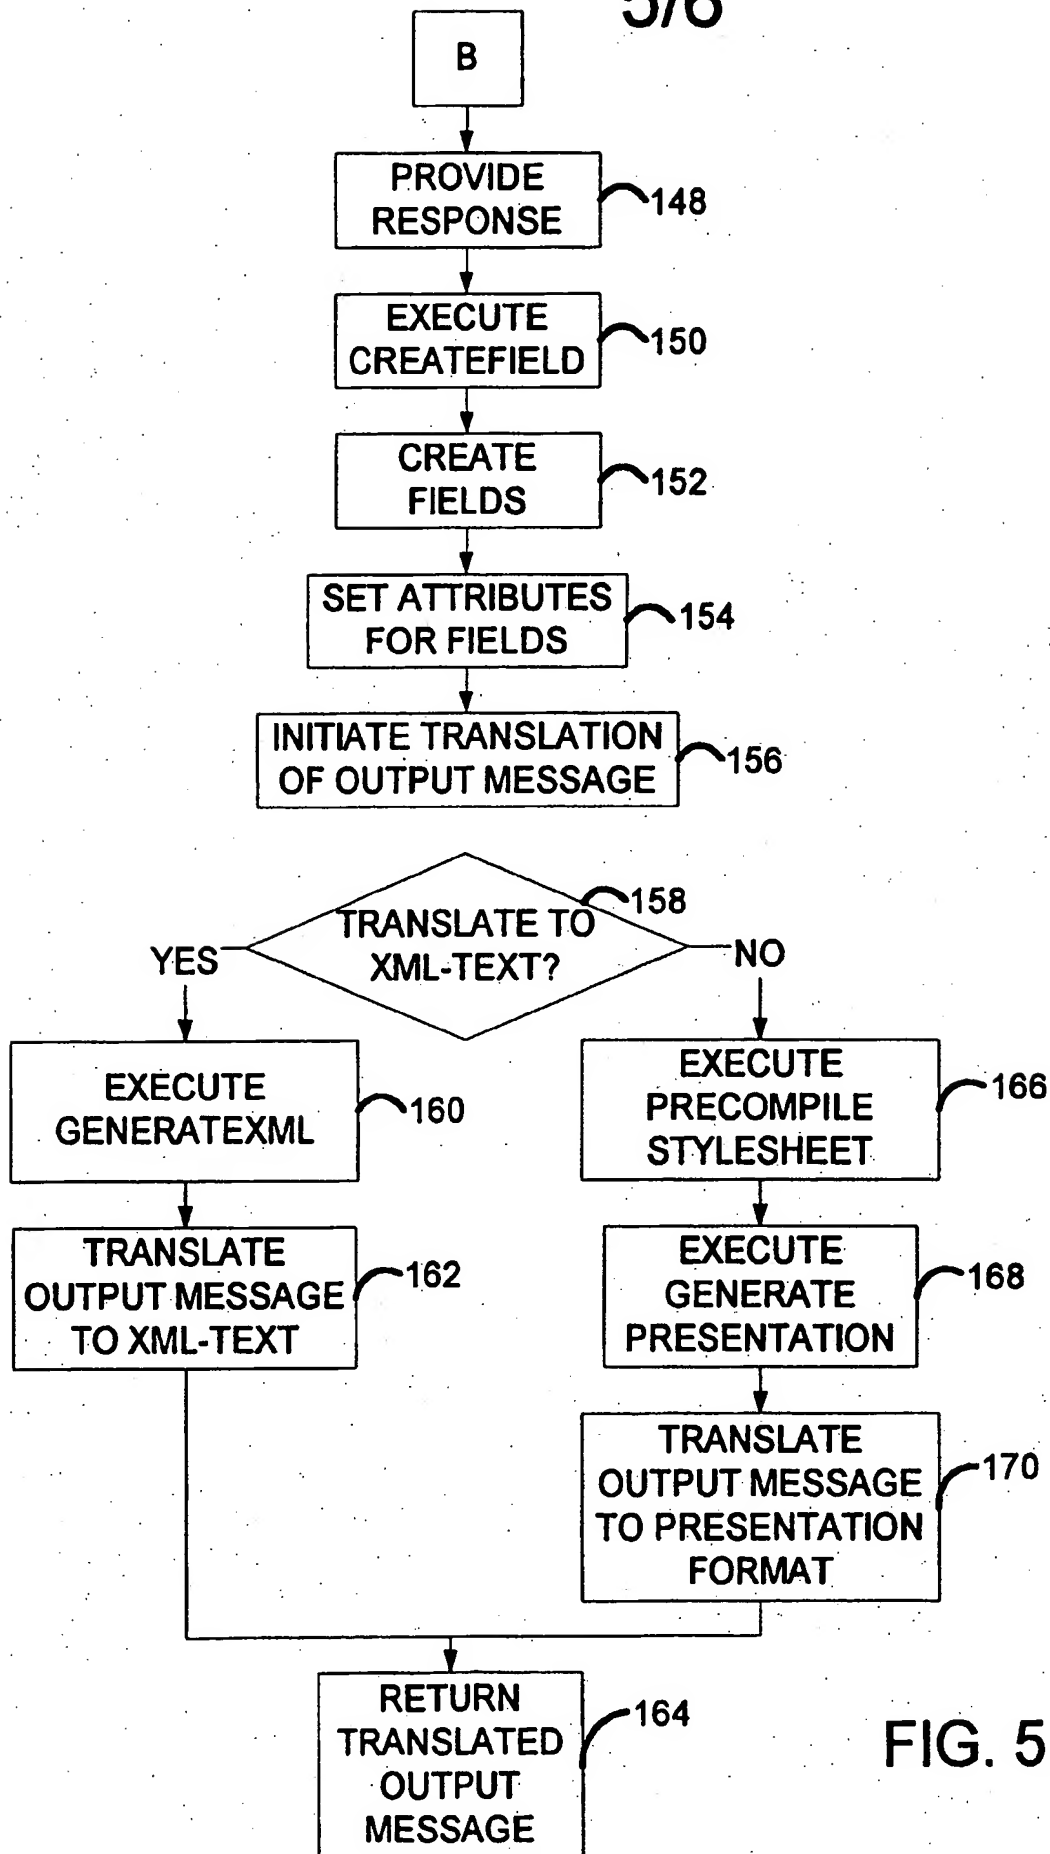 5/6
B
PROVIDE
RESPONSE
148
EXECUTE
CREATEFIELD
150
CREATE
FIELDS
152
SET ATTRIBUTES
FOR FIELDS
154
INITIATE TRANSLATION
OF OUTPUT MESSAGE
156
158
TRANSLATE TO
XML-TEXT?
YES
NO
EXECUTE
GENERATEXML
160
EXECUTE
PRECOMPILE
STYLESHEET
166
TRANSLATE
OUTPUT MESSAGE
TO XML-TEXT
162
EXECUTE
GENERATE
PRESENTATION
168
TRANSLATE
OUTPUT MESSAGE
TO PRESENTATION
FORMAT
170
RETURN
TRANSLATED
OUTPUT
MESSAGE
164
FIG. 5